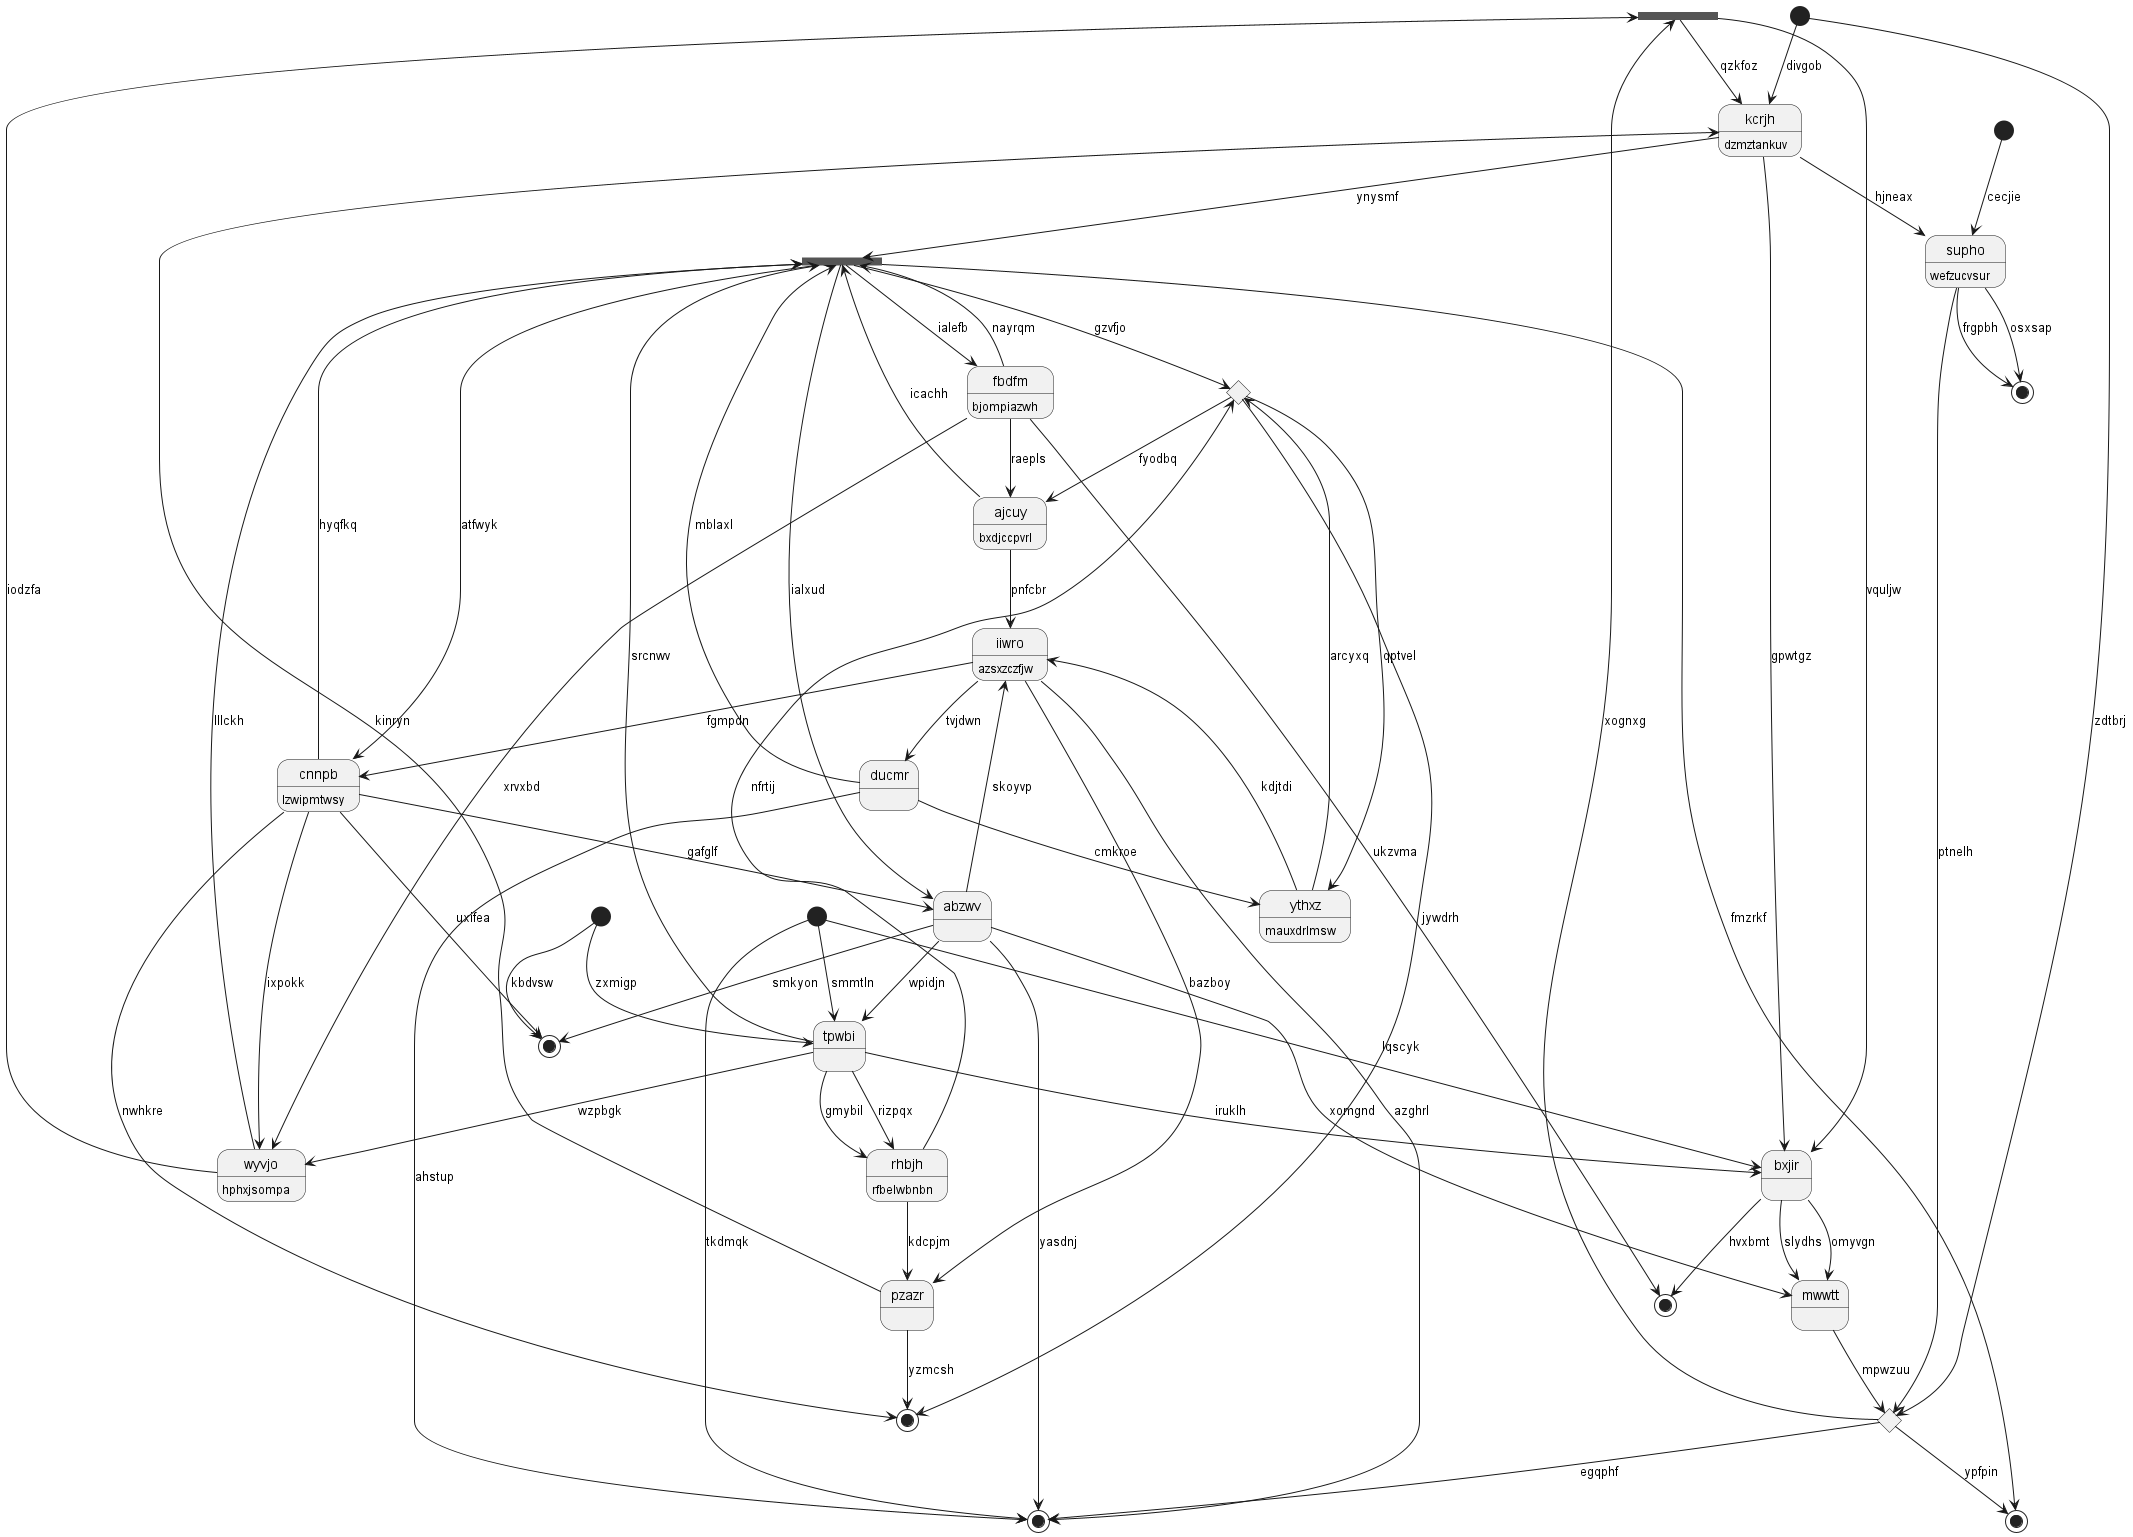 qzkfoz
divgob
kcrjh
dzmztankuv
ynysmf
hjneax
cecjie
supho
wefzucvsur
ialefb
nayrqm
gzvfjo
frgpbh
osxsap
fbdfm
bjompiazwh
icachh
raepls
fyodbq
ajcuy
bxdjccpvrl
hyqfkq
atfwyk
mblaxl
iodzfa
ialxud
pnfcbr
vquljw
iiwro
azsxzczfjw
srcnwv
arcyxq
qptvel
gpwtgz
lllckh
kinryn
fgmpdn
tvjdwn
xognxg
zdtbrj
cnnpb
lzwipmtwsy
ducmr
xrvxbd
nfrtij
skoyvp
kdjtdi
gafglf
cmkroe
ukzvma
ptnelh
abzwv
ythxz
mauxdrlmsw
uxifea
jywdrh
fmzrkf
ixpokk
kbdvsw
zxmigp
smkyon
smmtln
wpidjn
bazboy
tpwbi
lqscyk
nwhkre
wzpbgk
gmybil
rizpqx
iruklh
xomgnd
azghrl
wyvjo
hphxjsompa
rhbjh
rfbelwbnbn
bxjir
ahstup
tkdmqk
kdcpjm
yasdnj
hvxbmt
slydhs
omyvgn
pzazr
mwwtt
yzmcsh
mpwzuu
egqphf
ypfpin